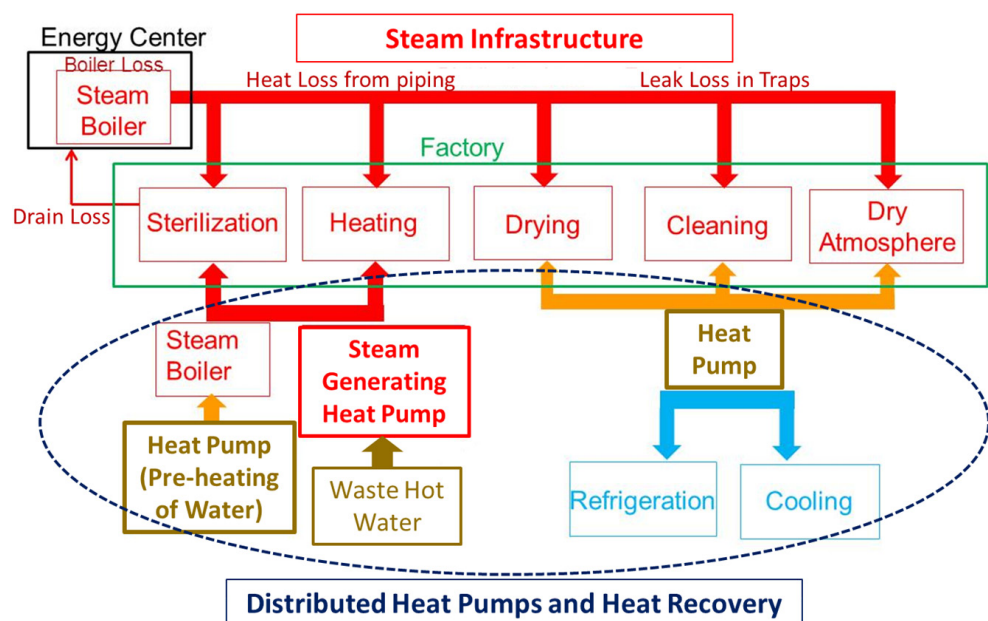 Energy Center
Steam Infrastructure
Boiler Loss
Steam
Boiler
Heat Loss from piping
Leak Loss in Traps
Factory
Drain Loss
Sterilization
Heating
Drying
Cleaning
Dry
Atmosphere
Steam
Boiler
Steam
Generating
Heat Pump
Heat
Pump
Heat Pump
(Pre-heating
of Water)
Waste Hot
Water
Refrigeration
Cooling
Distributed Heat Pumps and Heat Recovery